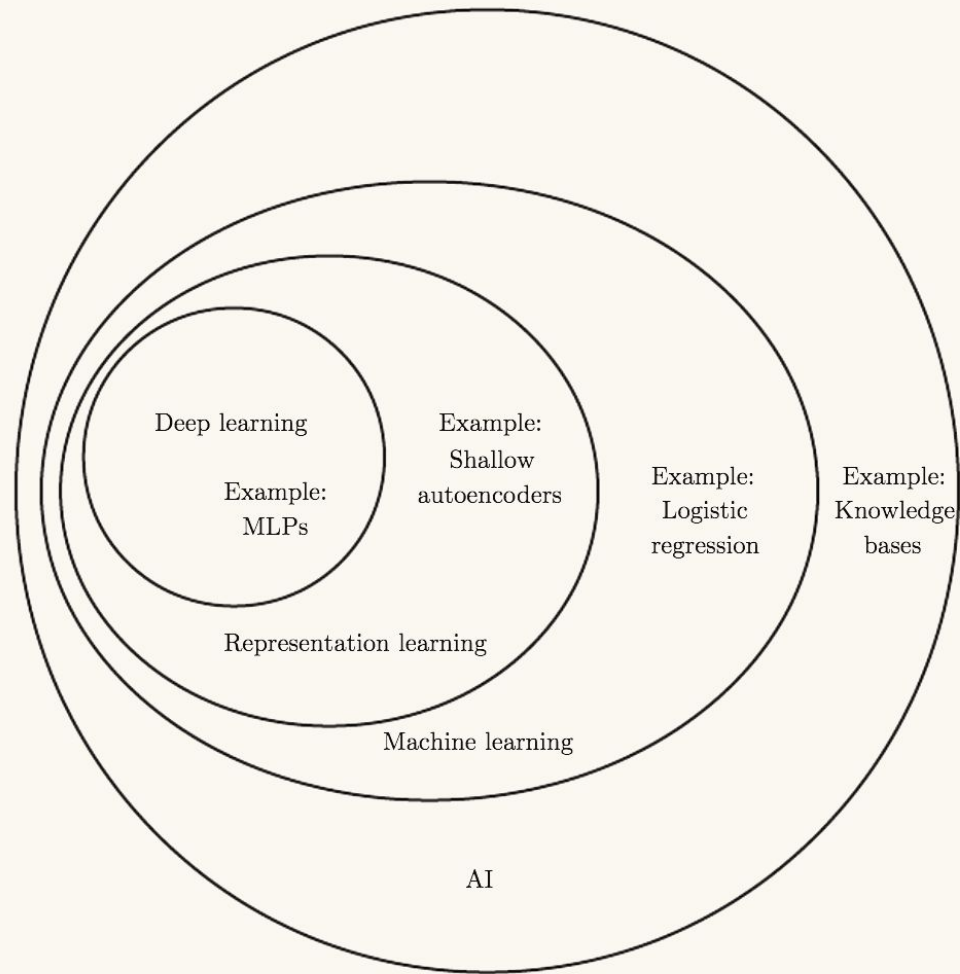 Deep learning
Example:
MLPs
Example:
Shallow
autoencoders
Example:
Logistic
regression
Example:
Knowledge
bases
Representation learning
Machine learning
AI